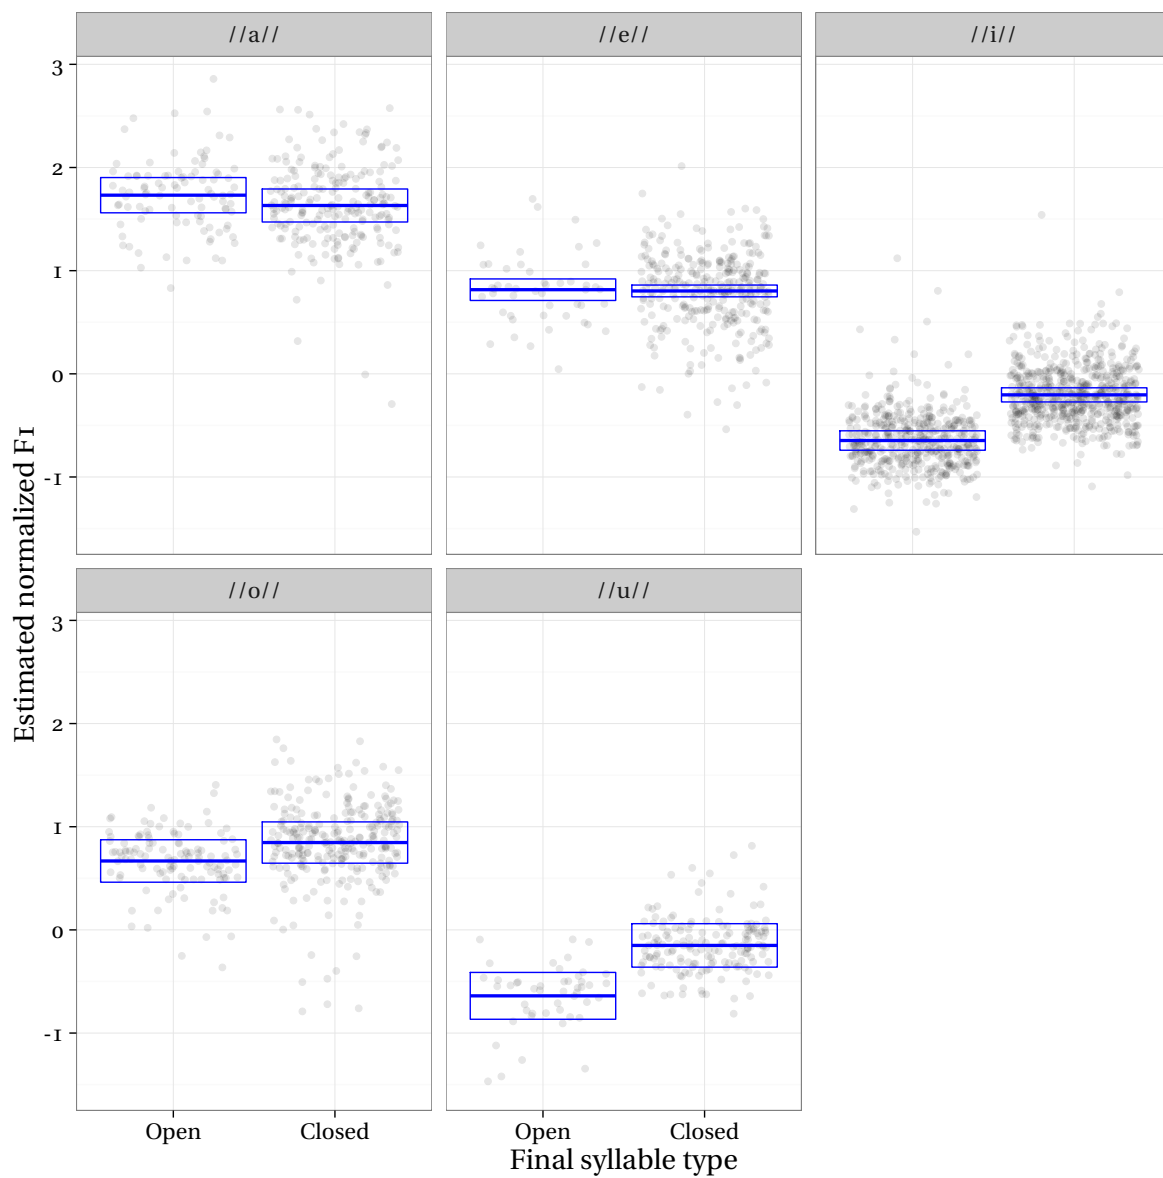 //a// //e// //i//
3
2
1
0
-1
//o// //u//
3
2
1
0
-1
Estimated normalized F1
Open Closed Open Closed
Final syllable type